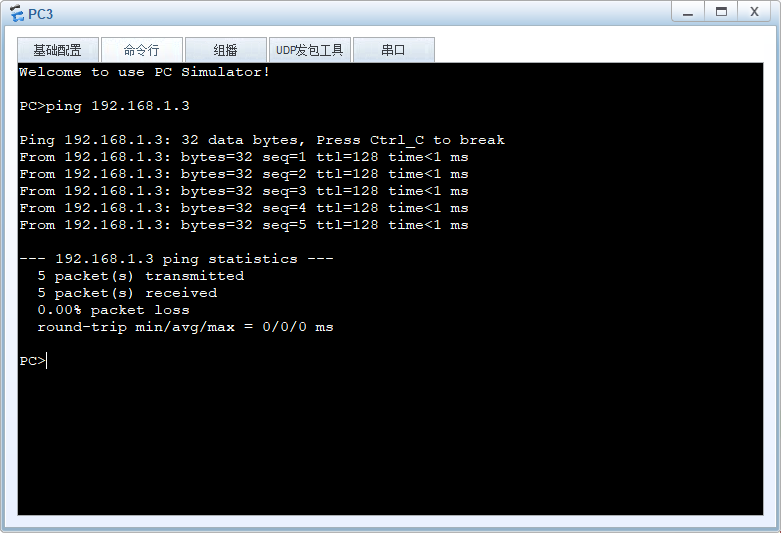 PC3
基础配置 命令行 组播 UDP发包工具 串口
Welcome to use PC Simulator!
PC>ping 192.168.1.3
Ping 192.168.1.3: 32 data bytes, Press Ctrl_C to break
From 192.168.1.3: bytes=32 seq=1 ttl=128 time<1 ms
From 192.168.1.3: bytes=32 seq=2 ttl=128 time<1 ms
From 192.168.1.3: bytes=32 seq=3 ttl=128 time<1 ms
From 192.168.1.3: bytes=32 seq=4 ttl=128 time<1 ms
From 192.168.1.3: bytes=32 seq=5 ttl=128 time<1 ms
--- 192.168.1.3 ping statistics ---
5 packet(s) transmitted
5 packet(s) received
0.00% packet loss
round-trip min/avg/max = 0/0/0 ms
PC>